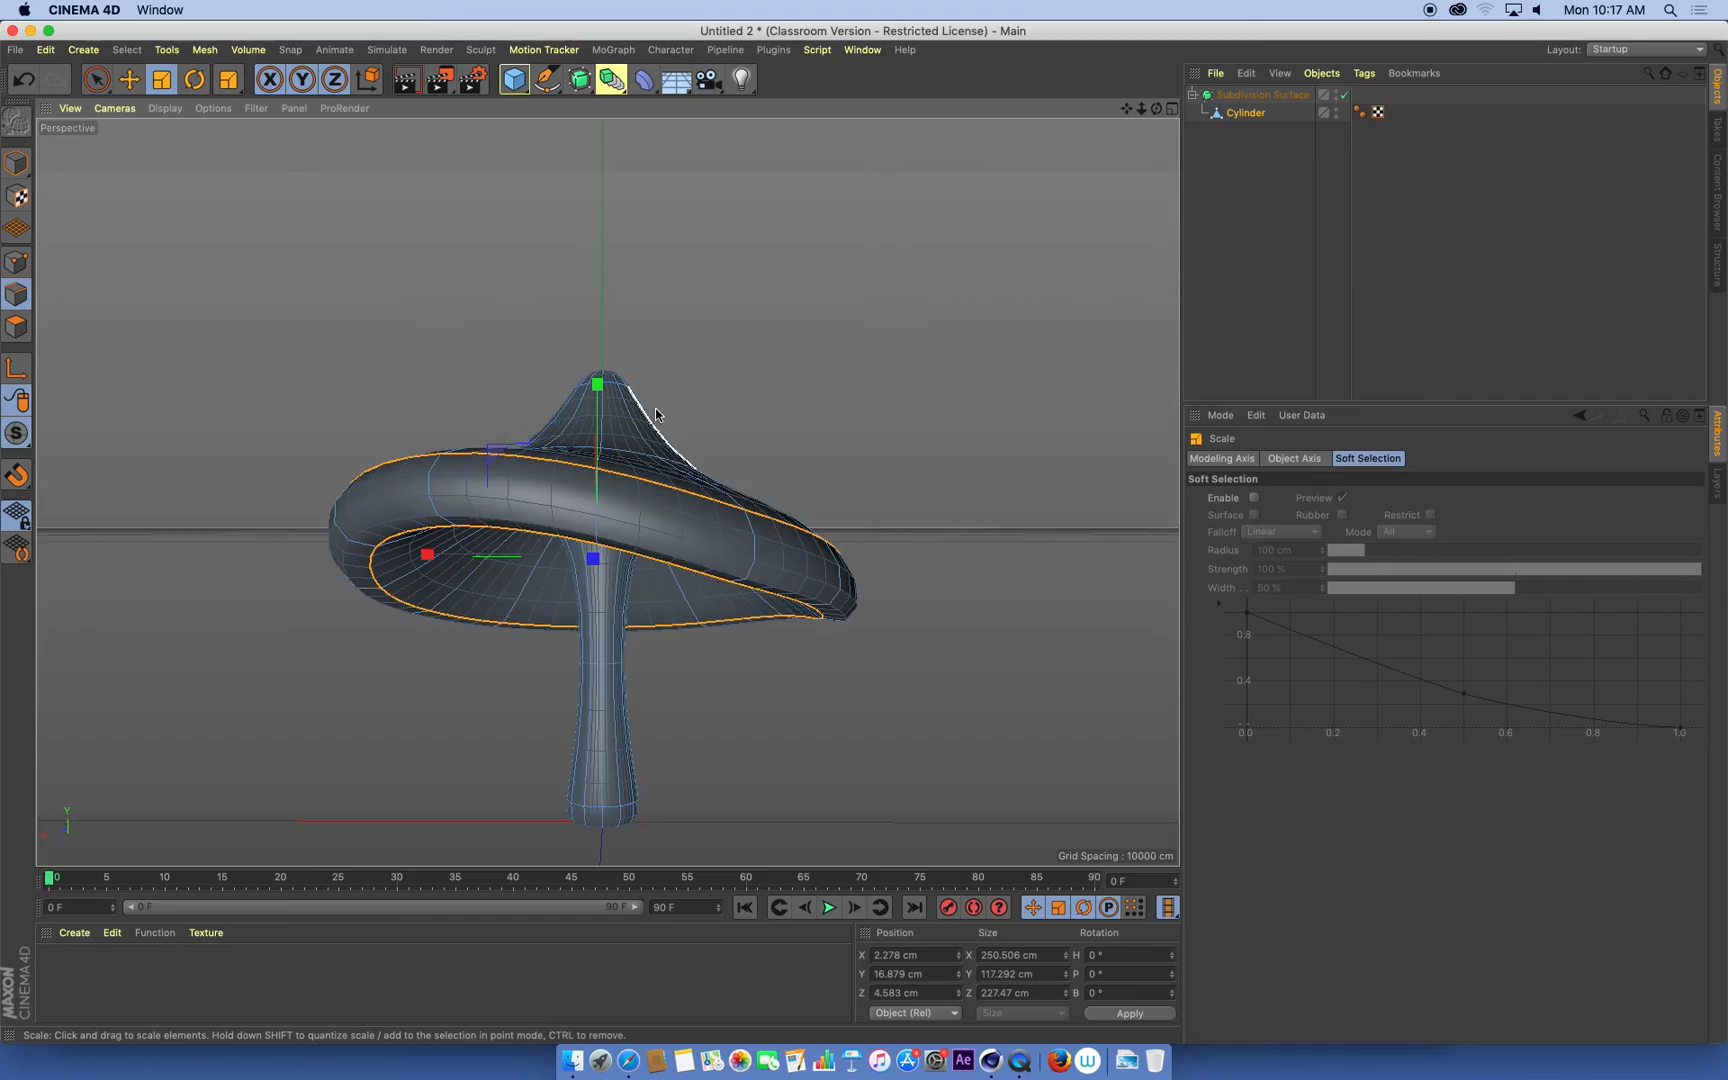 CINEMA 4D Window Mon 10:17 AM
Untitled 2 * (Classroom Version - Restricted License) - Main
File Edit Create Select Tools Mesh Volume Snap Animate Simulate Render Sculpt Motion Tracker MoGraph Character Pipeline Plugins Script Window Help Layout: Startup
X Y Z
File Edit View Objects Tags Bookmarks
View Cameras Display Options Filter Panel ProRender
Perspective
Subdivision Surface
Cylinder
Objects
Takes
Content Browser
Structure
Mode Edit User Data
Scale
Modeling Axis Object Axis Soft Selection
Soft Selection
Enable Preview
Surface Rubber Restrict
Falloff Linear Mode All
Radius 100 cm
Strength 100 %
Width . . 50 %
0.8
0.4
0.0 0.2 0.4 0.6 0.8 1.0
Attributes
Layers
Y
Grid Spacing : 10000 cm
0 5 10 15 20 25 30 35 40 45 50 55 60 65 70 75 80 85 90 0 F
0 F 0 F 90 F 90 F
Create Edit Function Texture
Position Size Rotation
X 2.278 cm X 250.506 cm H 0 °
Y 16.879 cm Y 117.292 cm P 0 °
Z 4.583 cm Z 227.47 cm B 0 °
Object (Rel) Size Apply
MAXON
CINEMA 4D
Scale: Click and drag to scale elements. Hold down SHIFT to quantize scale / add to the selection in point mode, CTRL to remove.
Ae W